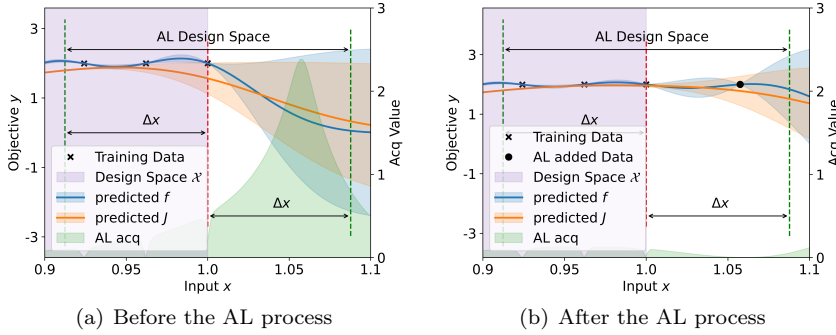 3
2
1
0
-1
-3
AL Design Space
Δx
Training Data
Design Space 𝒳
predicted f
predicted J
AL acq
Δx
0.9
0.95
1.0
1.05
1.1
Input x
Objective y
Acq Value
3
1
-1
-3
(a) Before the AL process
3
2
1
0
-1
-3
AL Design Space
Δx
Training Data
AL added Data
Design Space 𝒳
predicted f
predicted J
AL acq
Δx
0.9
0.95
1.0
1.05
1.1
Input x
Objective y
Acq Value
(b) After the AL process